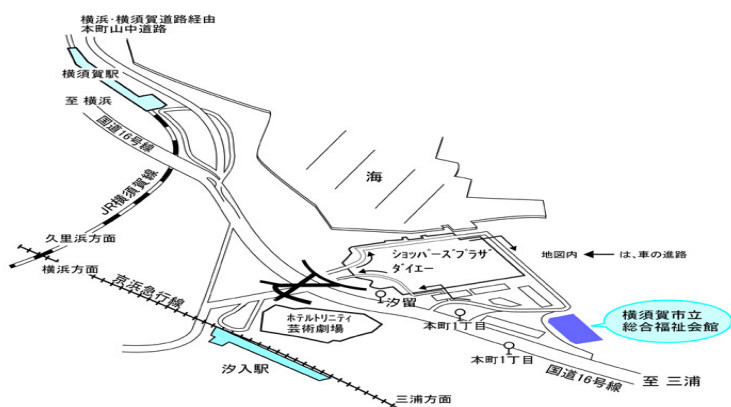 横浜・横須賀道路経由
本町山中道路
横須賀駅
至 横浜
国道16号線
JR横須賀線
久里浜方面
横浜方面
京浜急行線
海
ショッパーズプラザ
ダイエー
地図内 ← は、車の進路
汐留
ホテルトリニティ
芸術劇場
本町1丁目
横須賀市立
総合福祉会館
本町1丁目
汐入駅
国道16号線
至 三浦
三浦方面